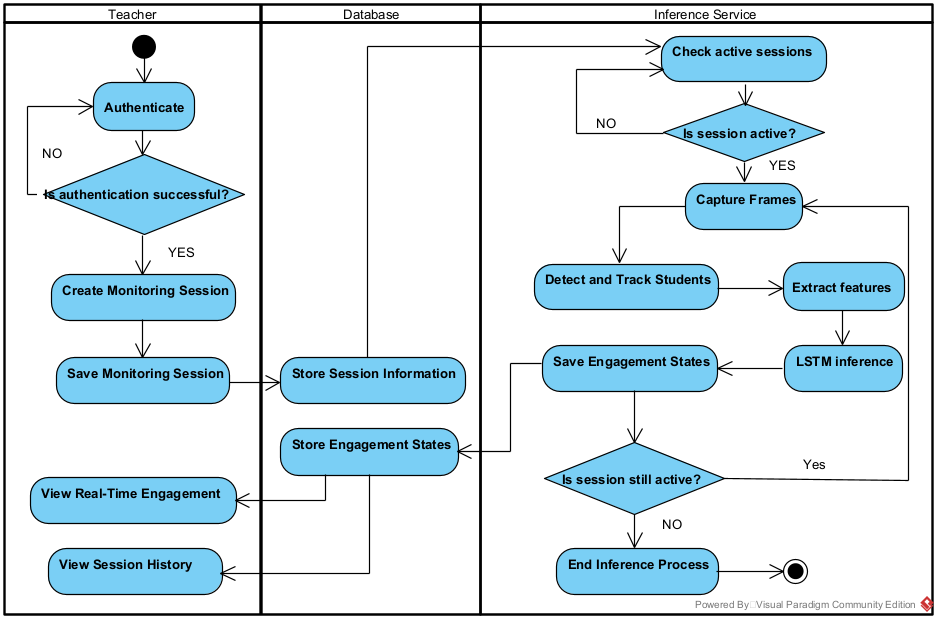 Teacher
Database
Inference Service
Authenticate
NO
Is authentication successful?
YES
Create Monitoring Session
Save Monitoring Session
View Real-Time Engagement
View Session History
Store Session Information
Store Engagement States
Check active sessions
NO
Is session active?
YES
Capture Frames
Detect and Track Students
Extract features
Save Engagement States
LSTM inference
Yes
Is session still active?
NO
End Inference Process
Powered By Visual Paradigm Community Edition